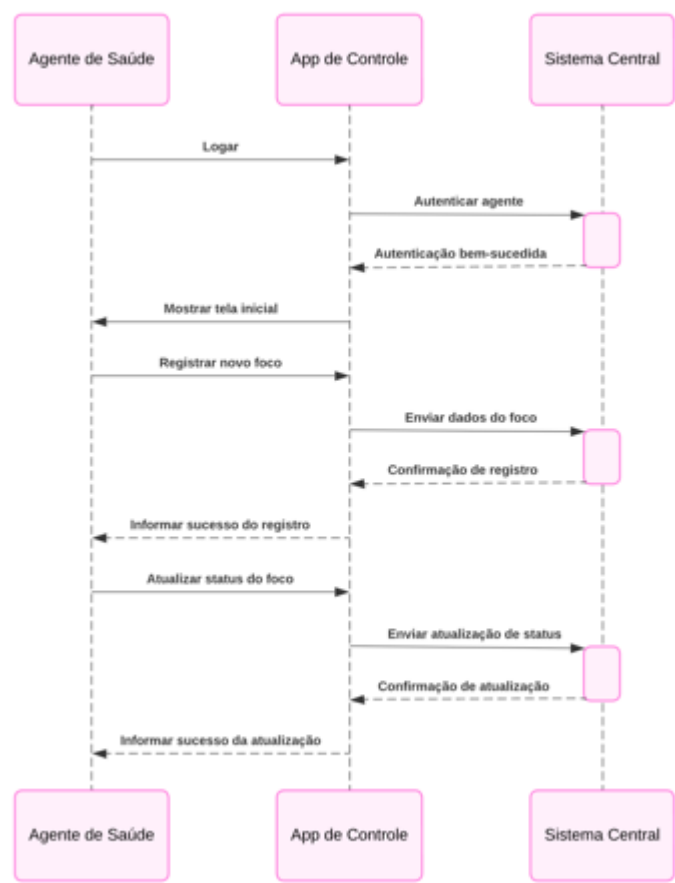 Agente de Saúde
App de Controle
Sistema Central
Logar
Autenticar agente
Autenticação bem-sucedida
Mostrar tela inicial
Registrar novo foco
Enviar dados do foco
Confirmação de registro
Informar sucesso do registro
Atualizar status do foco
Enviar atualização de status
Confirmação de atualização
Informar sucesso da atualização
Agente de Saúde
App de Controle
Sistema Central